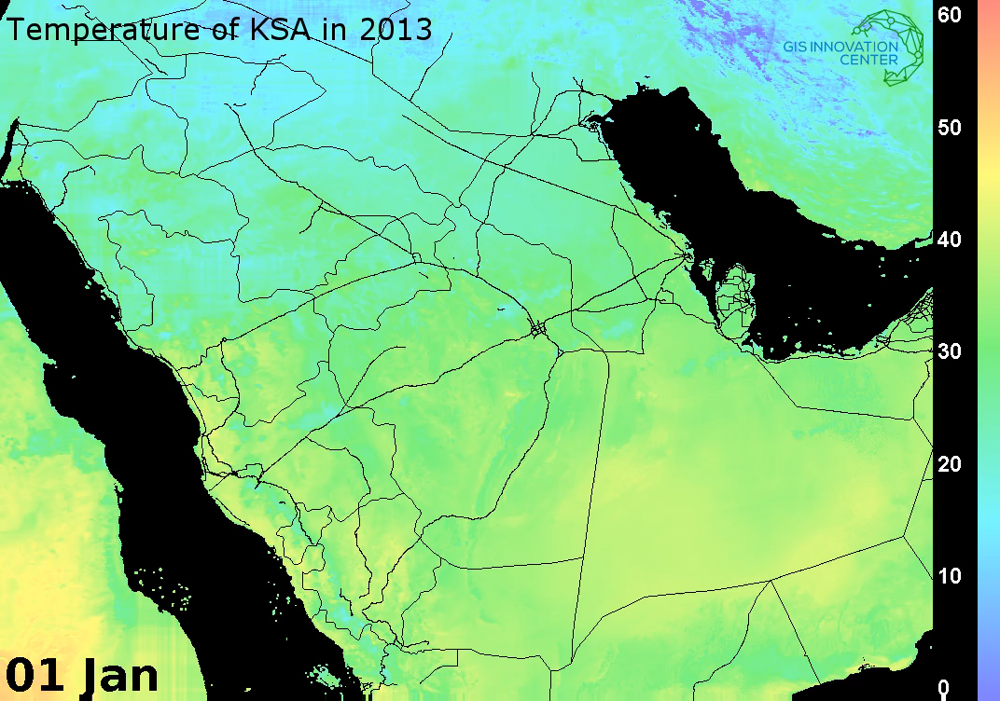 Temperature of KSA in 2013
GIS INNOVATION
CENTER
60
50
40
30
20
10
0
01 Jan